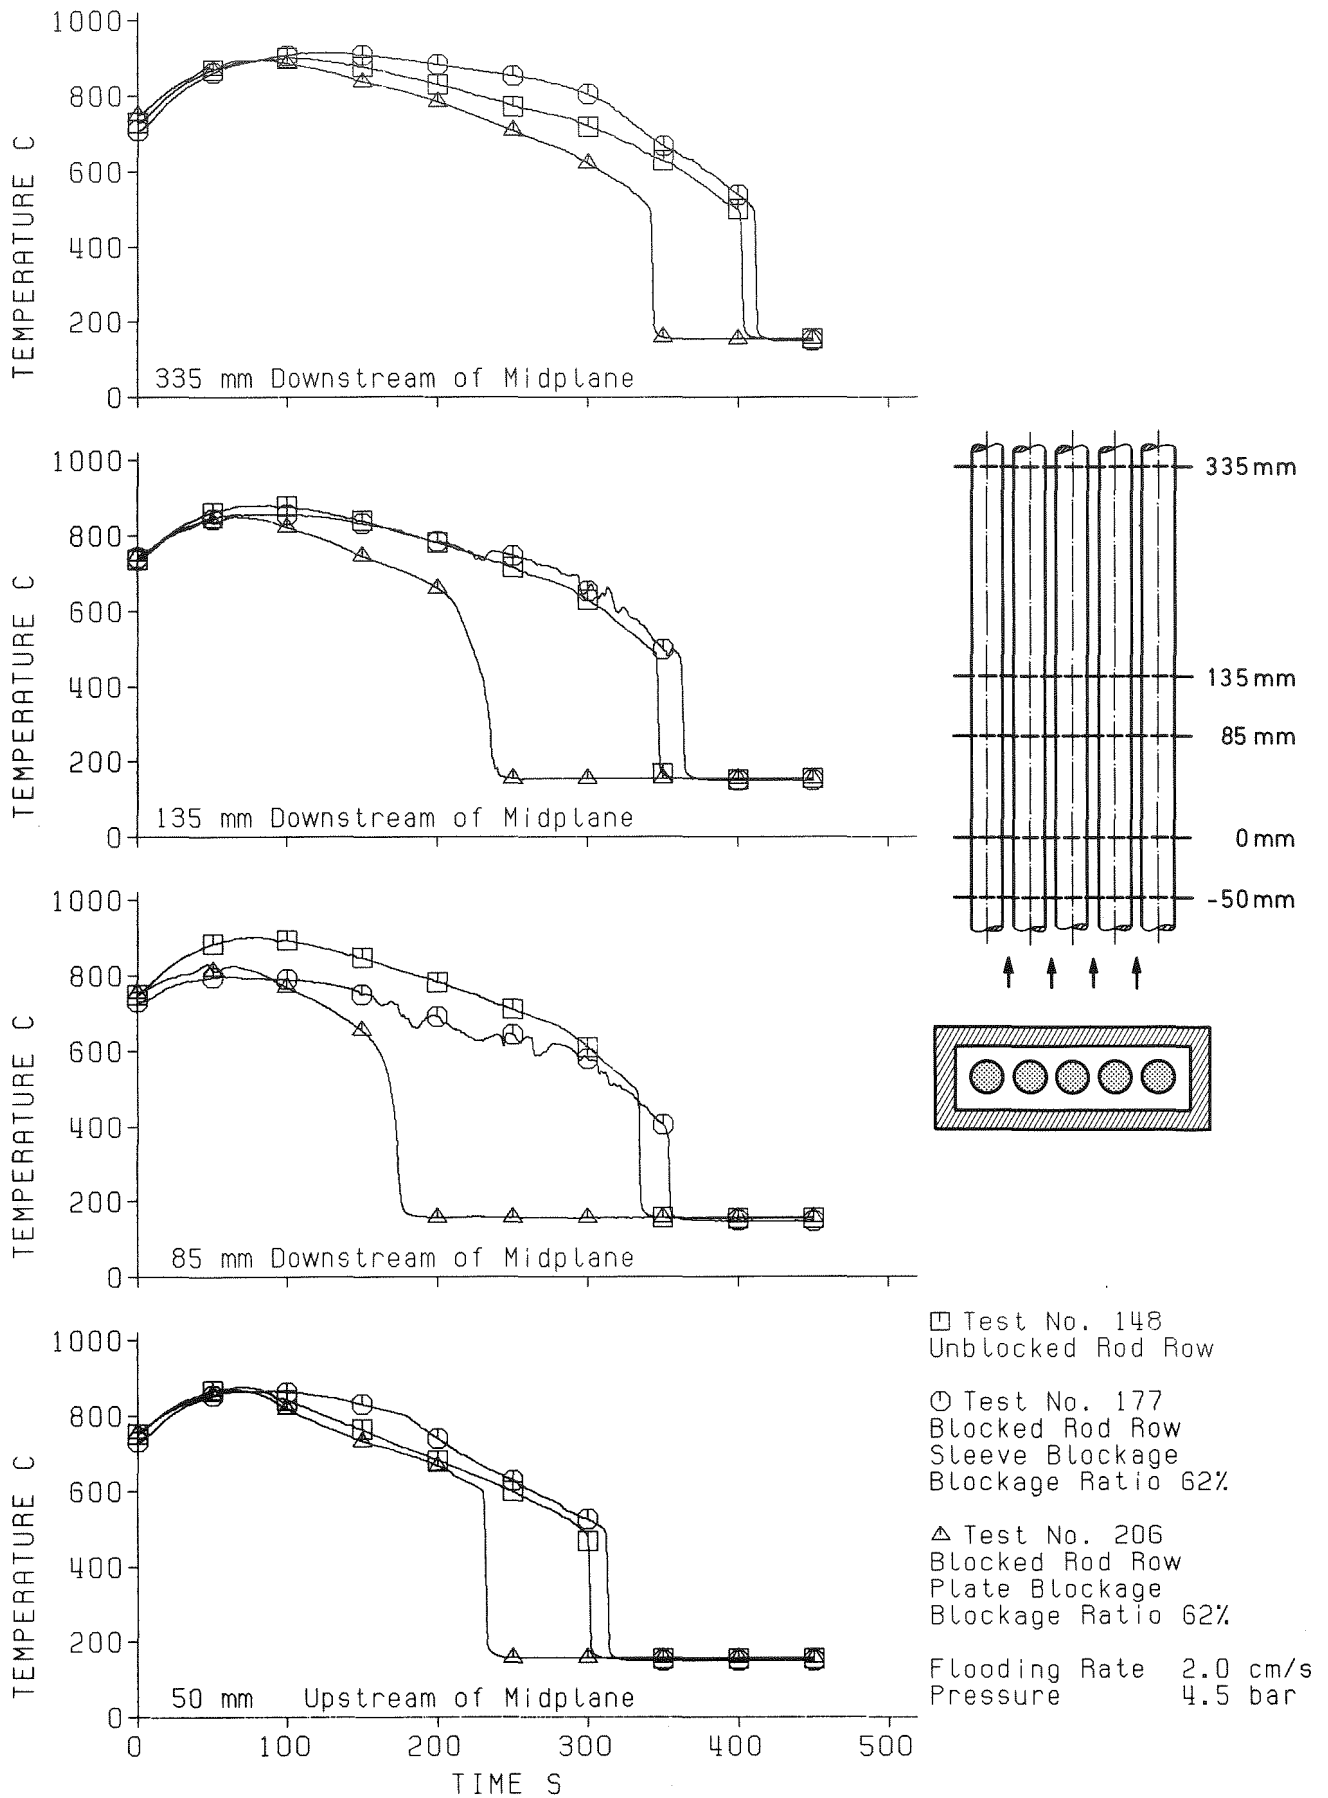 TEMPERATURE C
1000
800
600
400
200
0
335 mm Downstream of Midplane
TEMPERATURE C
1000
800
600
400
200
0
135 mm Downstream of Midplane
TEMPERATURE C
1000
800
600
400
200
0
85 mm Downstream of Midplane
TEMPERATURE C
1000
800
600
400
200
0
50 mm Upstream of Midplane
0 100 200 300 400 500
TIME S
335 mm
135 mm
85 mm
0 mm
-50 mm
Test No. 148
Unblocked Rod Row
Test No. 177
Blocked Rod Row
Sleeve Blockage
Blockage Ratio 62%
Test No. 206
Blocked Rod Row
Plate Blockage
Blockage Ratio 62%
Flooding Rate 2.0 cm/s
Pressure 4.5 bar